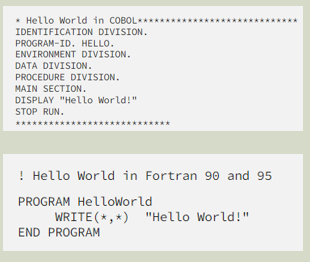 * Hello World in COBOL*****************************
IDENTIFICATION DIVISION.
PROGRAM-ID. HELLO.
ENVIRONMENT DIVISION.
DATA DIVISION.
PROCEDURE DIVISION.
MAIN SECTION.
DISPLAY "Hello World!"
STOP RUN.
****************************
! Hello World in Fortran 90 and 95
PROGRAM HelloWorld
WRITE(*,*) "Hello World!"
END PROGRAM